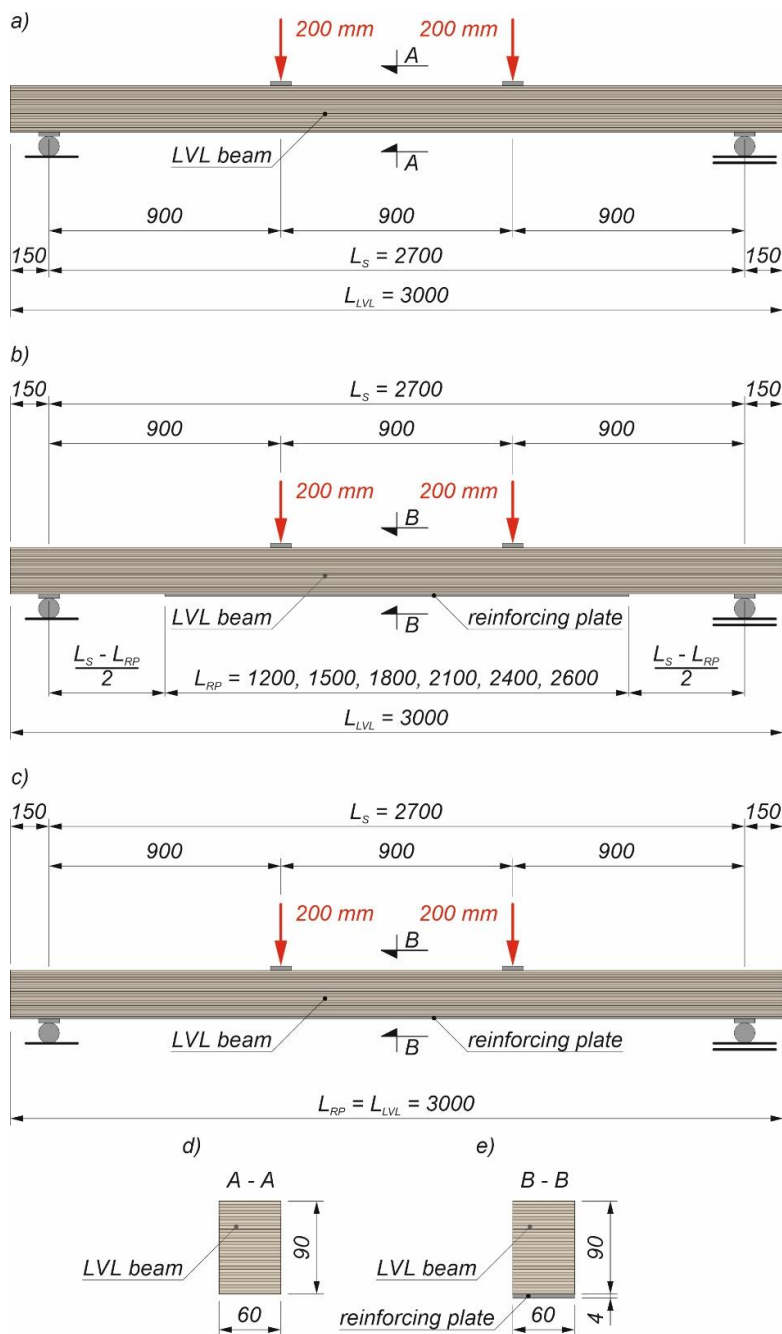 a)
200 mm 200 mm
A
LVL beam
A
900 900 900
150 L_S = 2700 150
L_LVL = 3000
b)
150 L_S = 2700 150
900 900 900
200 mm 200 mm
B
LVL beam B reinforcing plate
L_S - L_RP
2
L_RP = 1200, 1500, 1800, 2100, 2400, 2600
L_S - L_RP
2
L_LVL = 3000
c)
150 L_S = 2700 150
900 900 900
200 mm 200 mm
B
LVL beam B reinforcing plate
L_RP = L_LVL = 3000
d) e)
A - A B - B
LVL beam 90 LVL beam 90
60 reinforcing plate 60 4